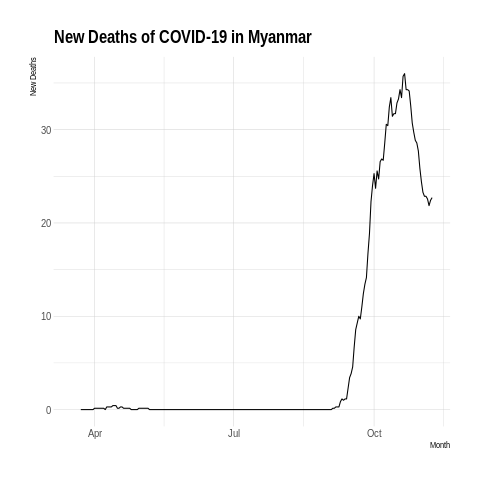 New Deaths of COVID-19 in Myanmar
New Deaths
30
20
10
0
Apr Jul Oct
Month